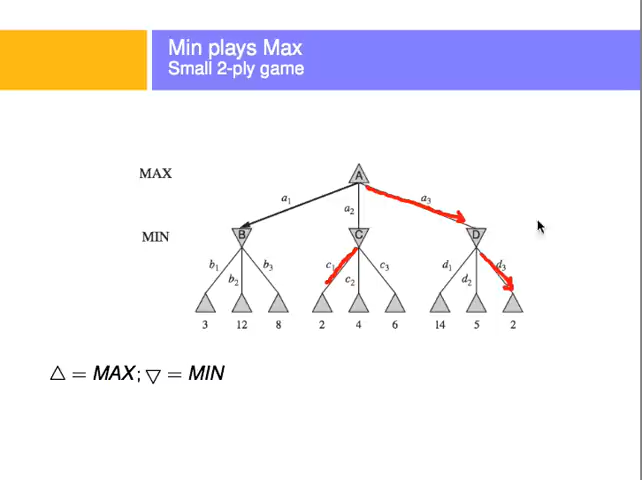 Min plays Max
Small 2-ply game
MAX
A
a1 a2 a3
MIN
B C D
b1 b2 b3 c1 c2 c3 d1 d2 d3
3 12 8 2 4 6 14 5 2
△ = MAX; ▽ = MIN